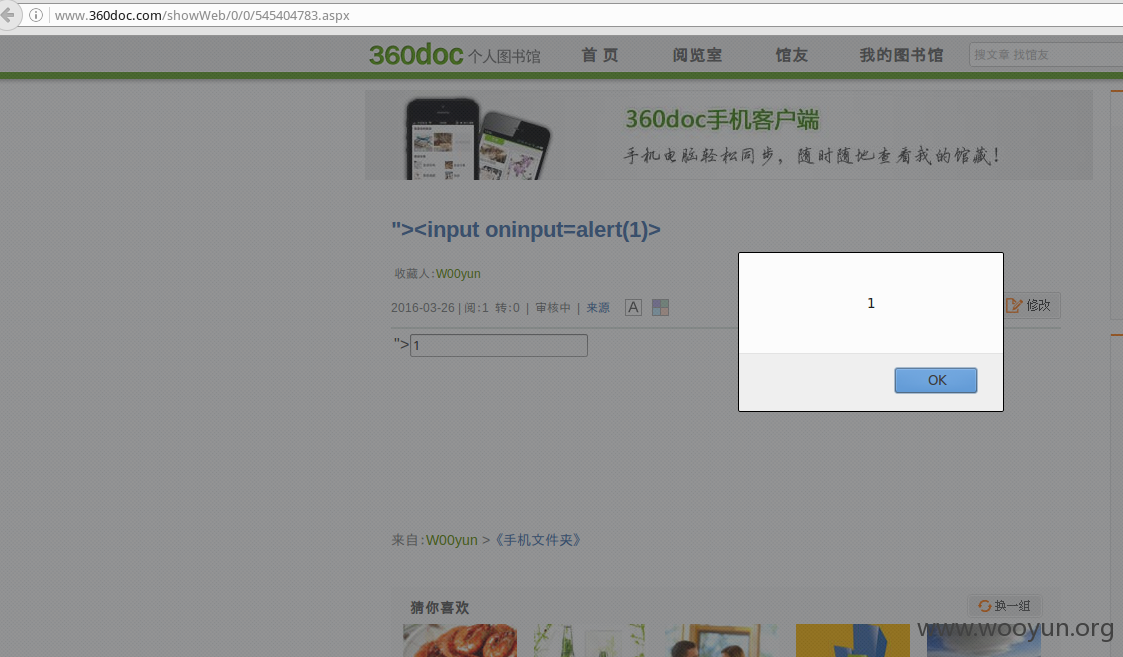 www.360doc.com/showWeb/0/0/545404783.aspx
360doc 个人图书馆 首 页 阅览室 馆友 我的图书馆 搜文章 找馆友
360doc手机客户端
手机电脑轻松同步，随时随地查看我的馆藏！
"><input oninput=alert(1)>
收藏人:W00yun
2016-03-26 | 阅:1 转:0 | 审核中 | 来源 A 修改
">1
1
OK
来自:W00yun >《手机文件夹》
猜你喜欢 换一组
www.wooyun.org